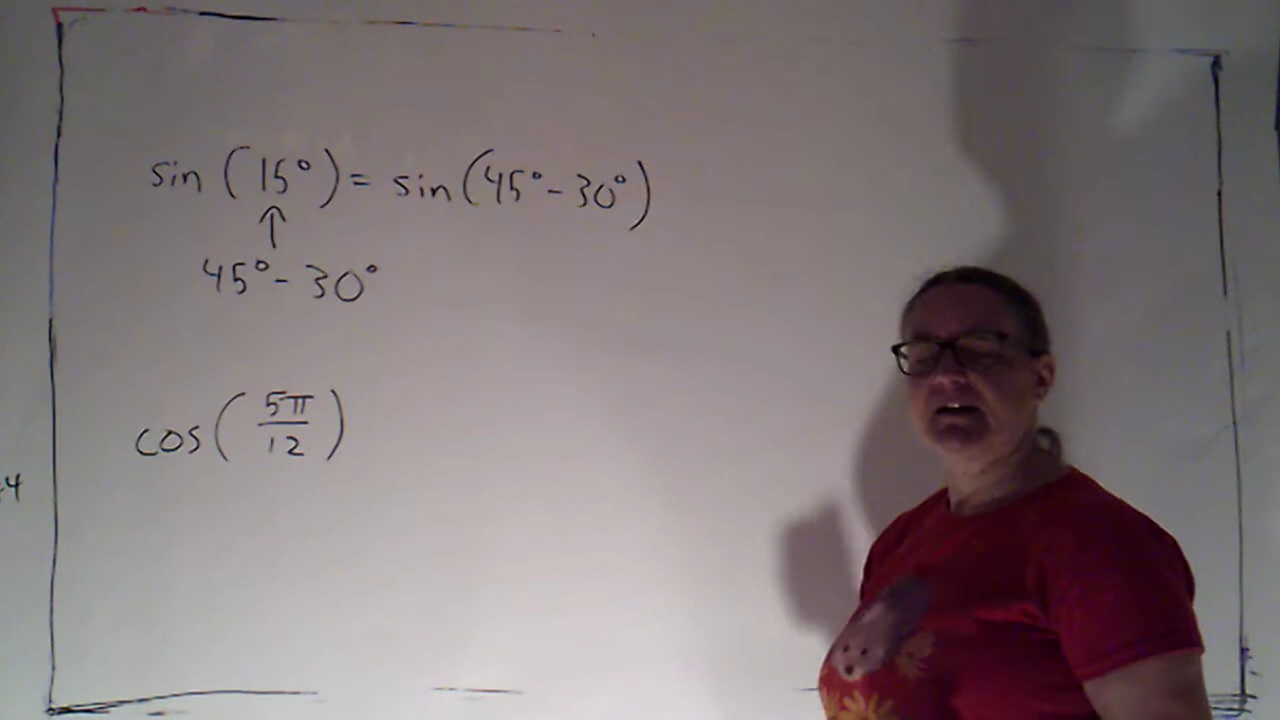 sin (15°) = sin(45° - 30°)
↑
45° - 30°
cos(5π/12)